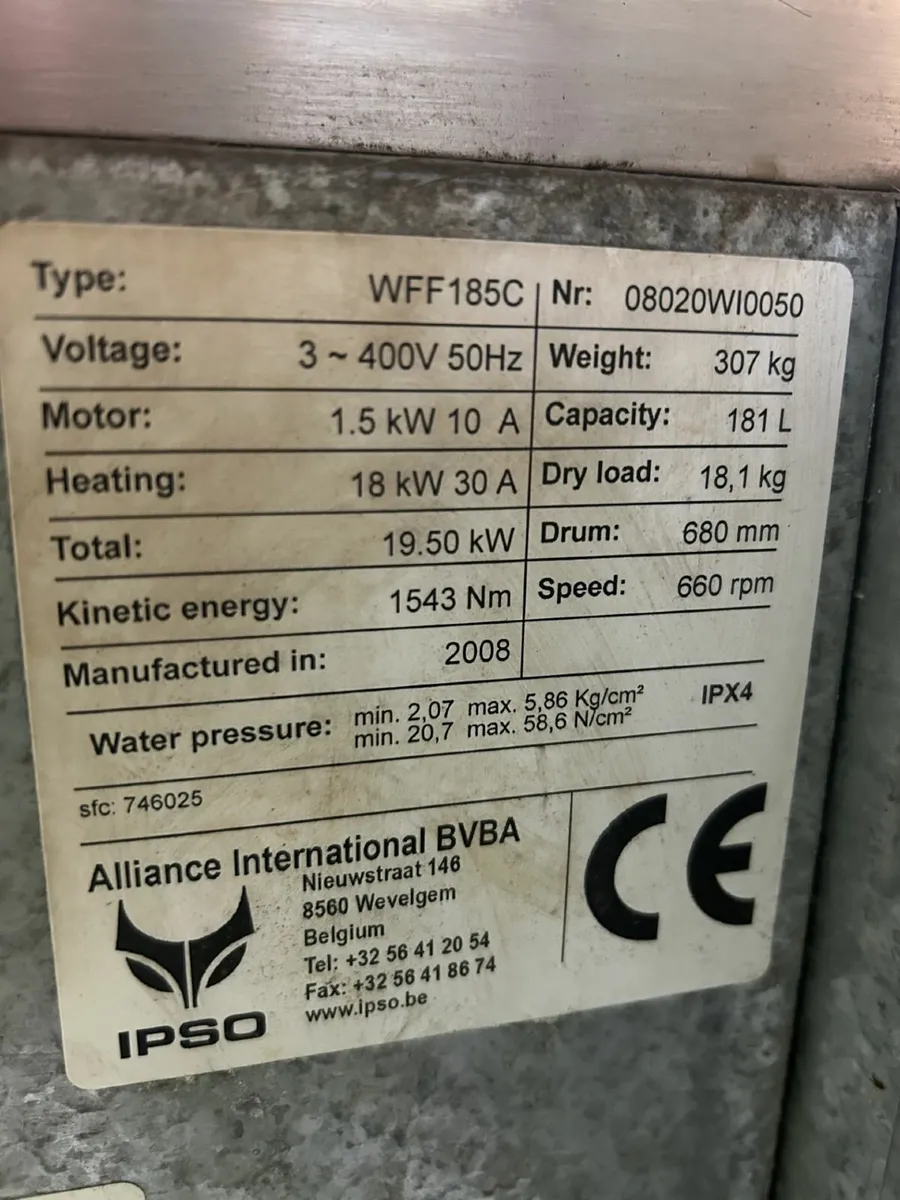 Type: WFF185C Nr: 08020WI0050
Voltage: 3 ~ 400V 50Hz Weight: 307 kg
Motor: 1.5 kW 10 A Capacity: 181 L
Heating: 18 kW 30 A Dry load: 18,1 kg
Total: 19.50 kW Drum: 680 mm
Kinetic energy: 1543 Nm Speed: 660 rpm
Manufactured in: 2008
Water pressure: min. 2,07 max. 5,86 Kg/cm² IPX4
min. 20,7 max. 58,6 N/cm²
sfc: 746025
Alliance International BVBA
Nieuwstraat 146
8560 Wevelgem
Belgium
Tel: +32 56 41 20 54
Fax: +32 56 41 86 74
www.ipso.be
IPSO
CE